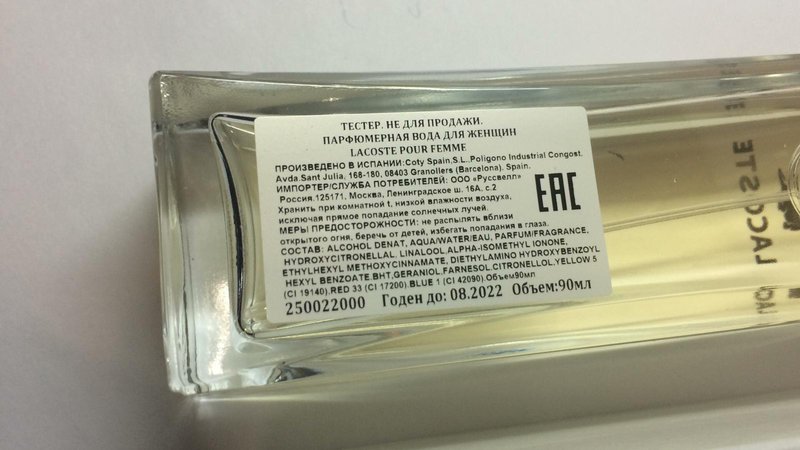 ТЕСТЕР. НЕ ДЛЯ ПРОДАЖИ.
ПАРФЮМЕРНАЯ ВОДА ДЛЯ ЖЕНЩИН
LACOSTE POUR FEMME
ПРОИЗВЕДЕНО В ИСПАНИИ:Coty Spain,S.L.,Poligono Industrial Congost.
Avda.Sant Julia, 168-180, 08403 Granollers (Barcelona). Spain.
ИМПОРТЕР/СЛУЖБА ПОТРЕБИТЕЛЕЙ: ООО «Руссвелл»
Россия.125171, Москва, Ленинградское ш. 16А, с.2
Хранить при комнатной t, низкой влажности воздуха,
исключая прямое попадание солнечных лучей.
МЕРЫ ПРЕДОСТОРОЖНОСТИ: не распылять вблизи
открытого огня, беречь от детей, избегать попадания в глаза.
СОСТАВ: ALCOHOL DENAT, AQUA/WATER/EAU, PARFUM/FRAGRANCE,
HYDROXYCITRONELLAL. LINALOOL.ALPHA-ISOMETHYL IONONE,
ETHYLHEXYL METHOXYCINNAMATE, DIETHYLAMINO HYDROXYBENZOYL
HEXYL BENZOATE.BHT,GERANIOL.FARNESOL.CITRONELLOL,YELLOW 5
(CI 19140),RED 33 (CI 17200).BLUE 1 (CI 42090).Объем90мл
250022000 Годен до: 08.2022 Объем:90мл
EAC
LACOSTE